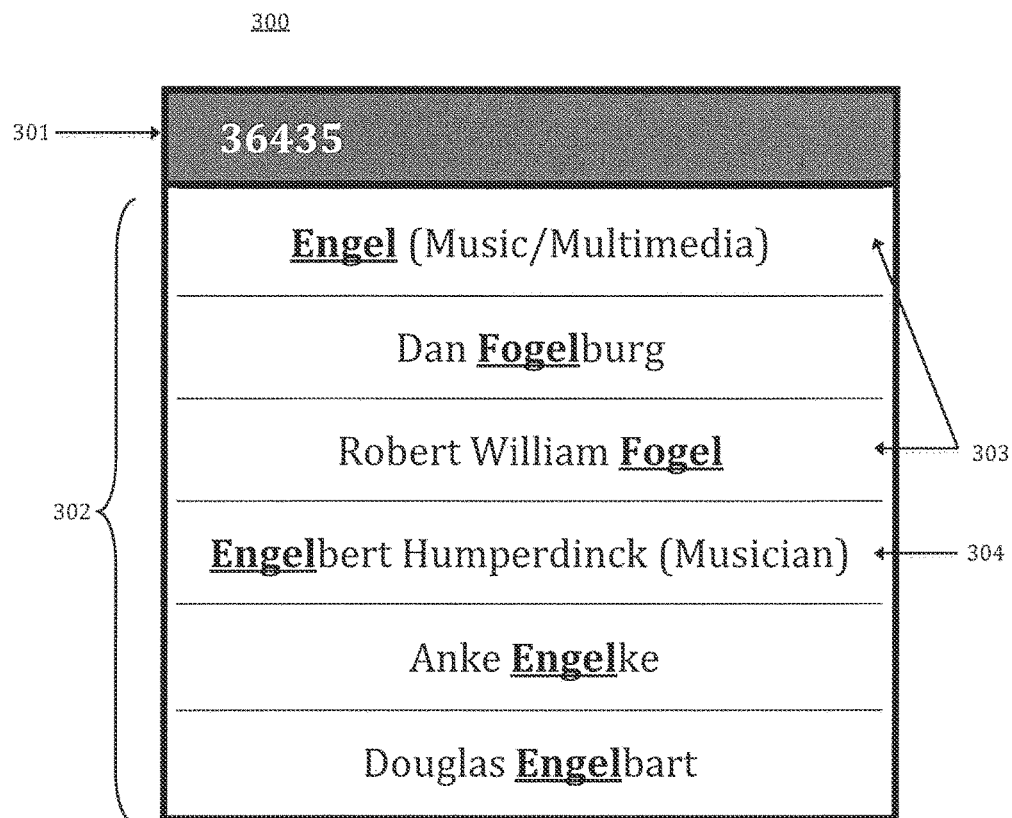 300
301
36435
Engel (Music/Multimedia)
Dan Fogelburg
Robert William Fogel
303
302
Engelbert Humperdinck (Musician)
304
Anke Engelke
Douglas Engelbart